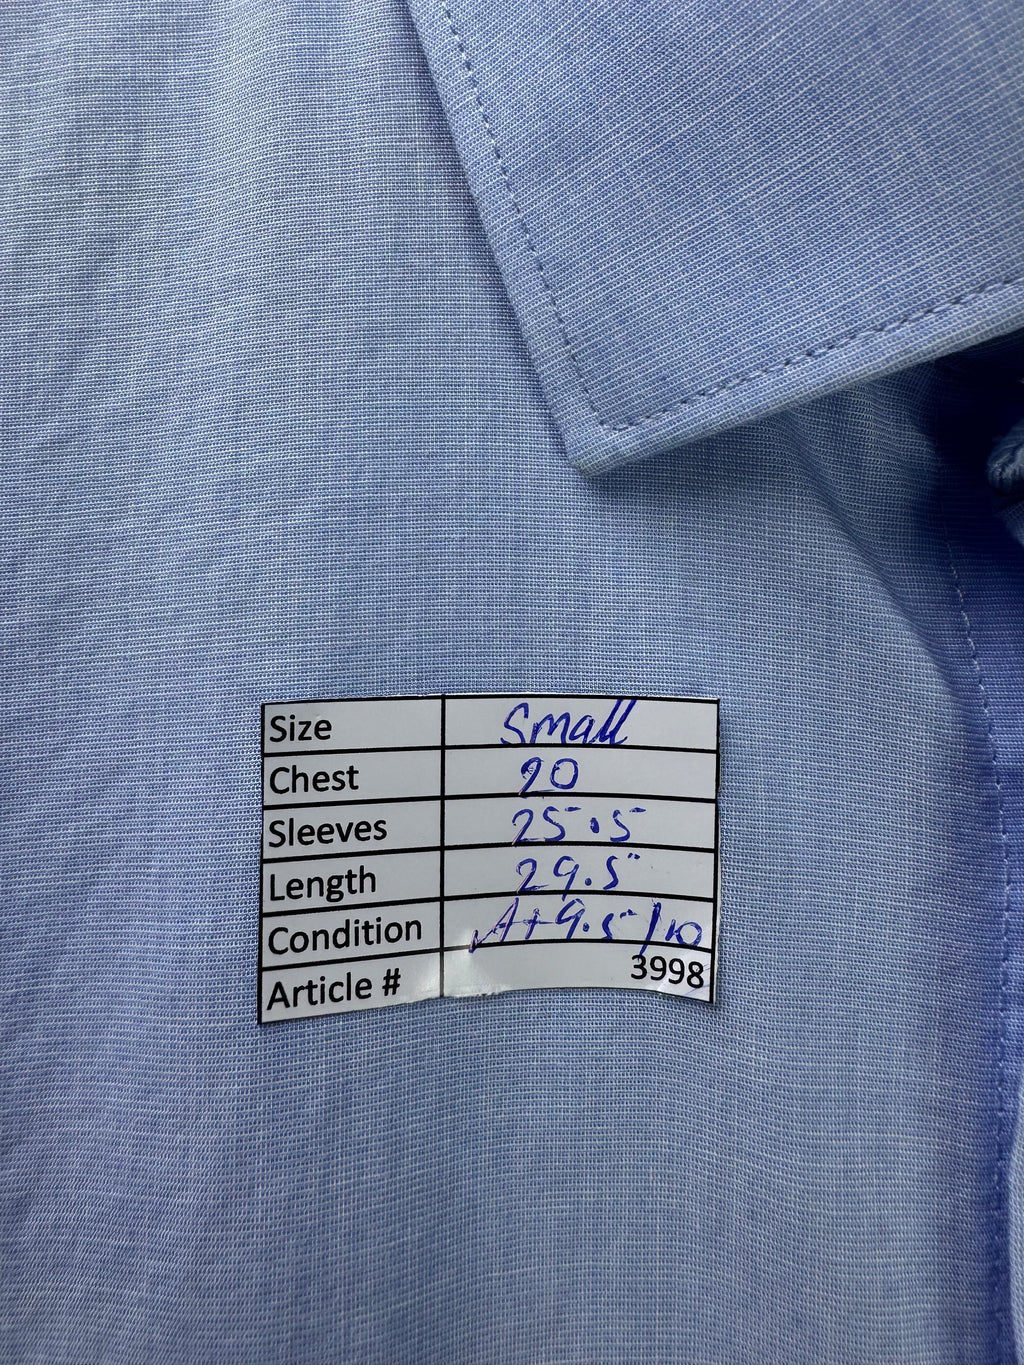 Size Small
Chest 20
Sleeves 25.5
Length 29.5"
Condition A+ 9.5/10
Article # 3998